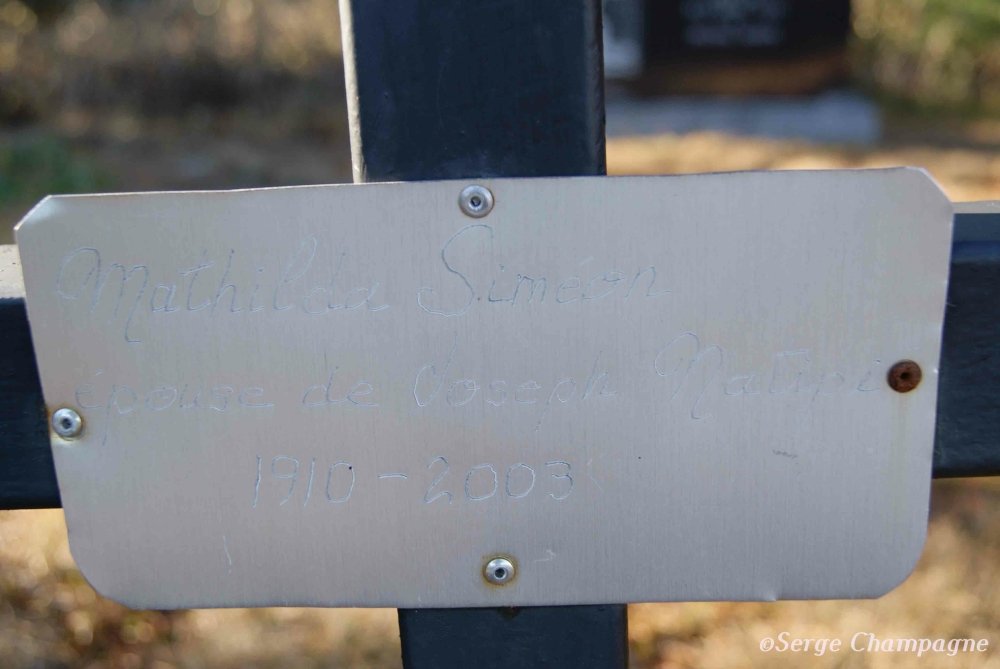 Mathilda Siméon
épouse de Joseph Natipi
1910-2003
©Serge Champagne